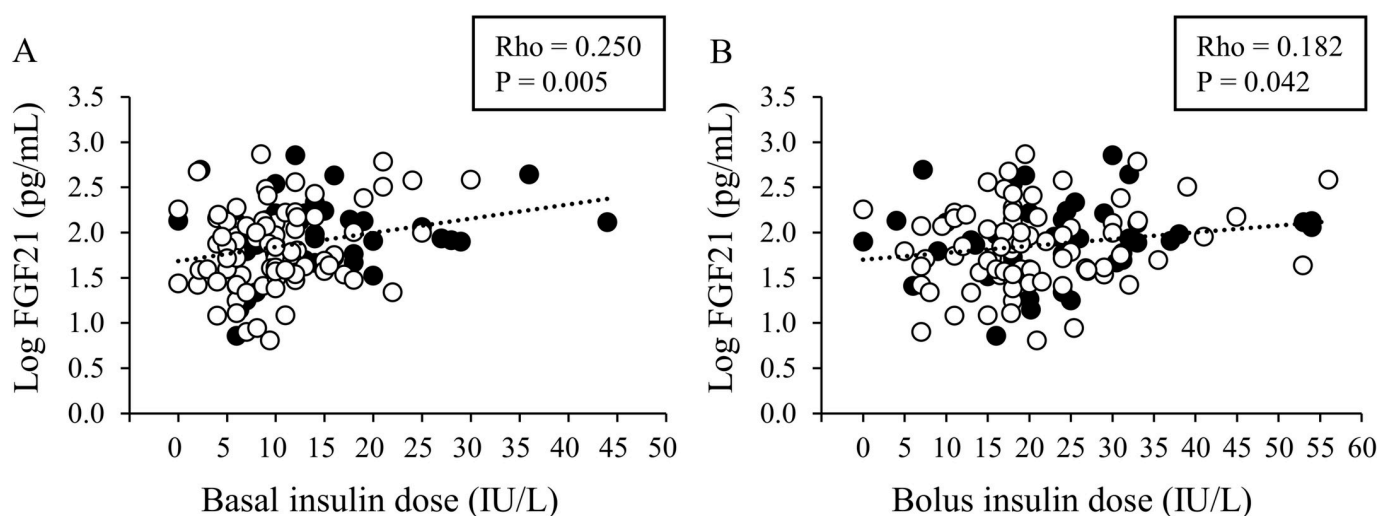 A
Rho = 0.250
P = 0.005
Log FGF21 (pg/mL)
3.5
3.0
2.5
2.0
1.5
1.0
0.5
0.0
0 5 10 15 20 25 30 35 40 45 50
Basal insulin dose (IU/L)
B
Rho = 0.182
P = 0.042
Log FGF21 (pg/mL)
3.5
3.0
2.5
2.0
1.5
1.0
0.5
0.0
0 5 10 15 20 25 30 35 40 45 50 55 60
Bolus insulin dose (IU/L)